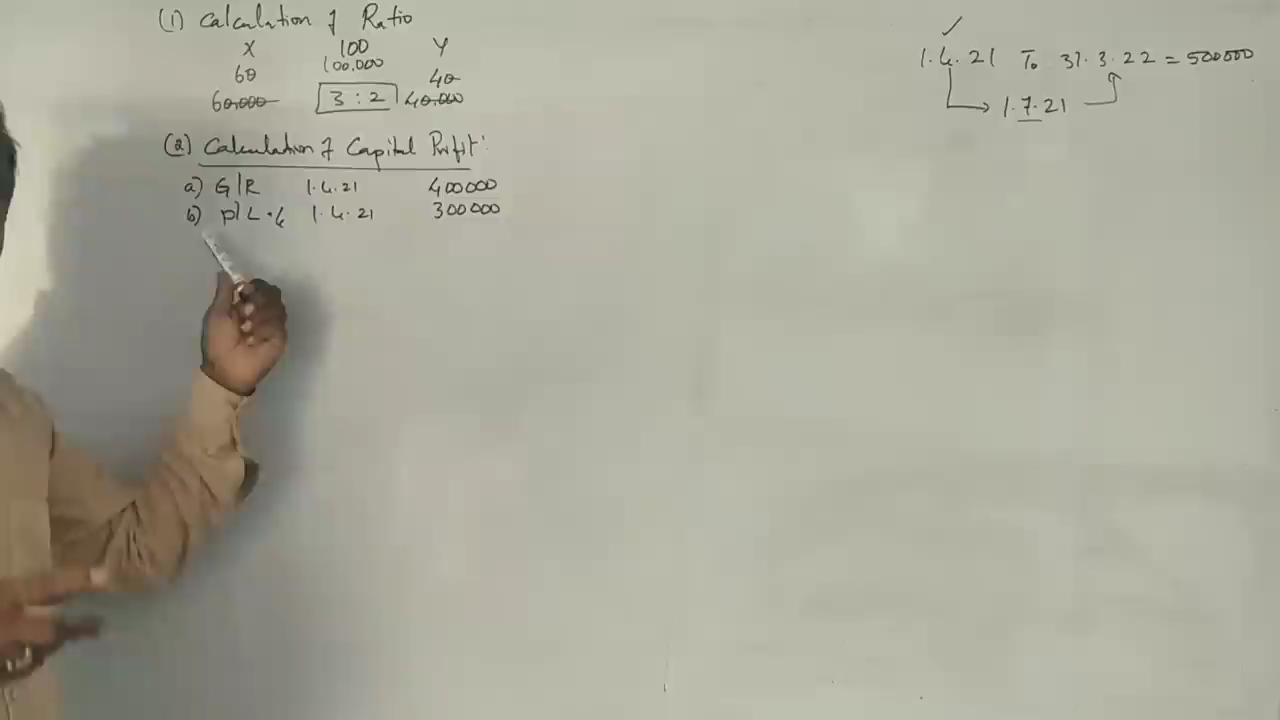 (1) Calculation of Ratio
X 100 Y
100,000
60 40
60,000 3 : 2 40,000
(2) Calculation of Capital Profit:
a) G/R 1.4.21 400000
b) P/L 1.4.21 300000
1.4.21 To 31.3.22 = 500000
1.7.21